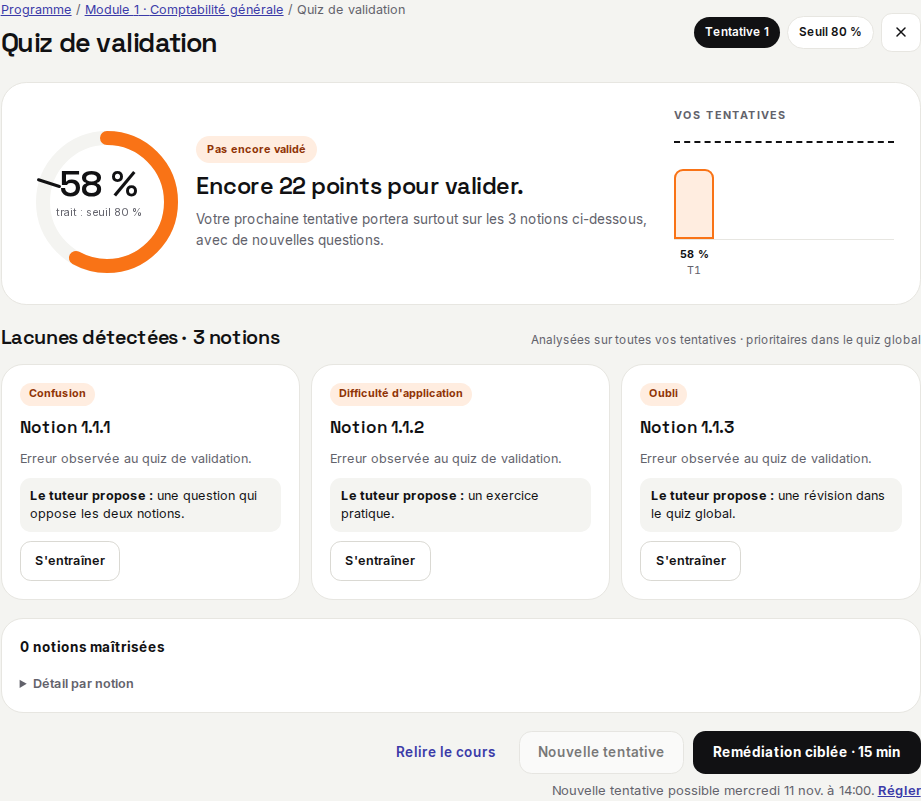 Programme / Module 1 · Comptabilité générale / Quiz de validation
Quiz de validation
Tentative 1
Seuil 80 %
✕
58 %
trait : seuil 80 %
Pas encore validé
Encore 22 points pour valider.
Votre prochaine tentative portera surtout sur les 3 notions ci-dessous,
avec de nouvelles questions.
VOS TENTATIVES
58 %
T1
Lacunes détectées · 3 notions
Analysées sur toutes vos tentatives · prioritaires dans le quiz global
Confusion
Notion 1.1.1
Erreur observée au quiz de validation.
Le tuteur propose : une question qui
oppose les deux notions.
S'entraîner
Difficulté d'application
Notion 1.1.2
Erreur observée au quiz de validation.
Le tuteur propose : un exercice
pratique.
S'entraîner
Oubli
Notion 1.1.3
Erreur observée au quiz de validation.
Le tuteur propose : une révision dans
le quiz global.
S'entraîner
0 notions maîtrisées
▶ Détail par notion
Relire le cours
Nouvelle tentative
Remédiation ciblée · 15 min
Nouvelle tentative possible mercredi 11 nov. à 14:00. Régler